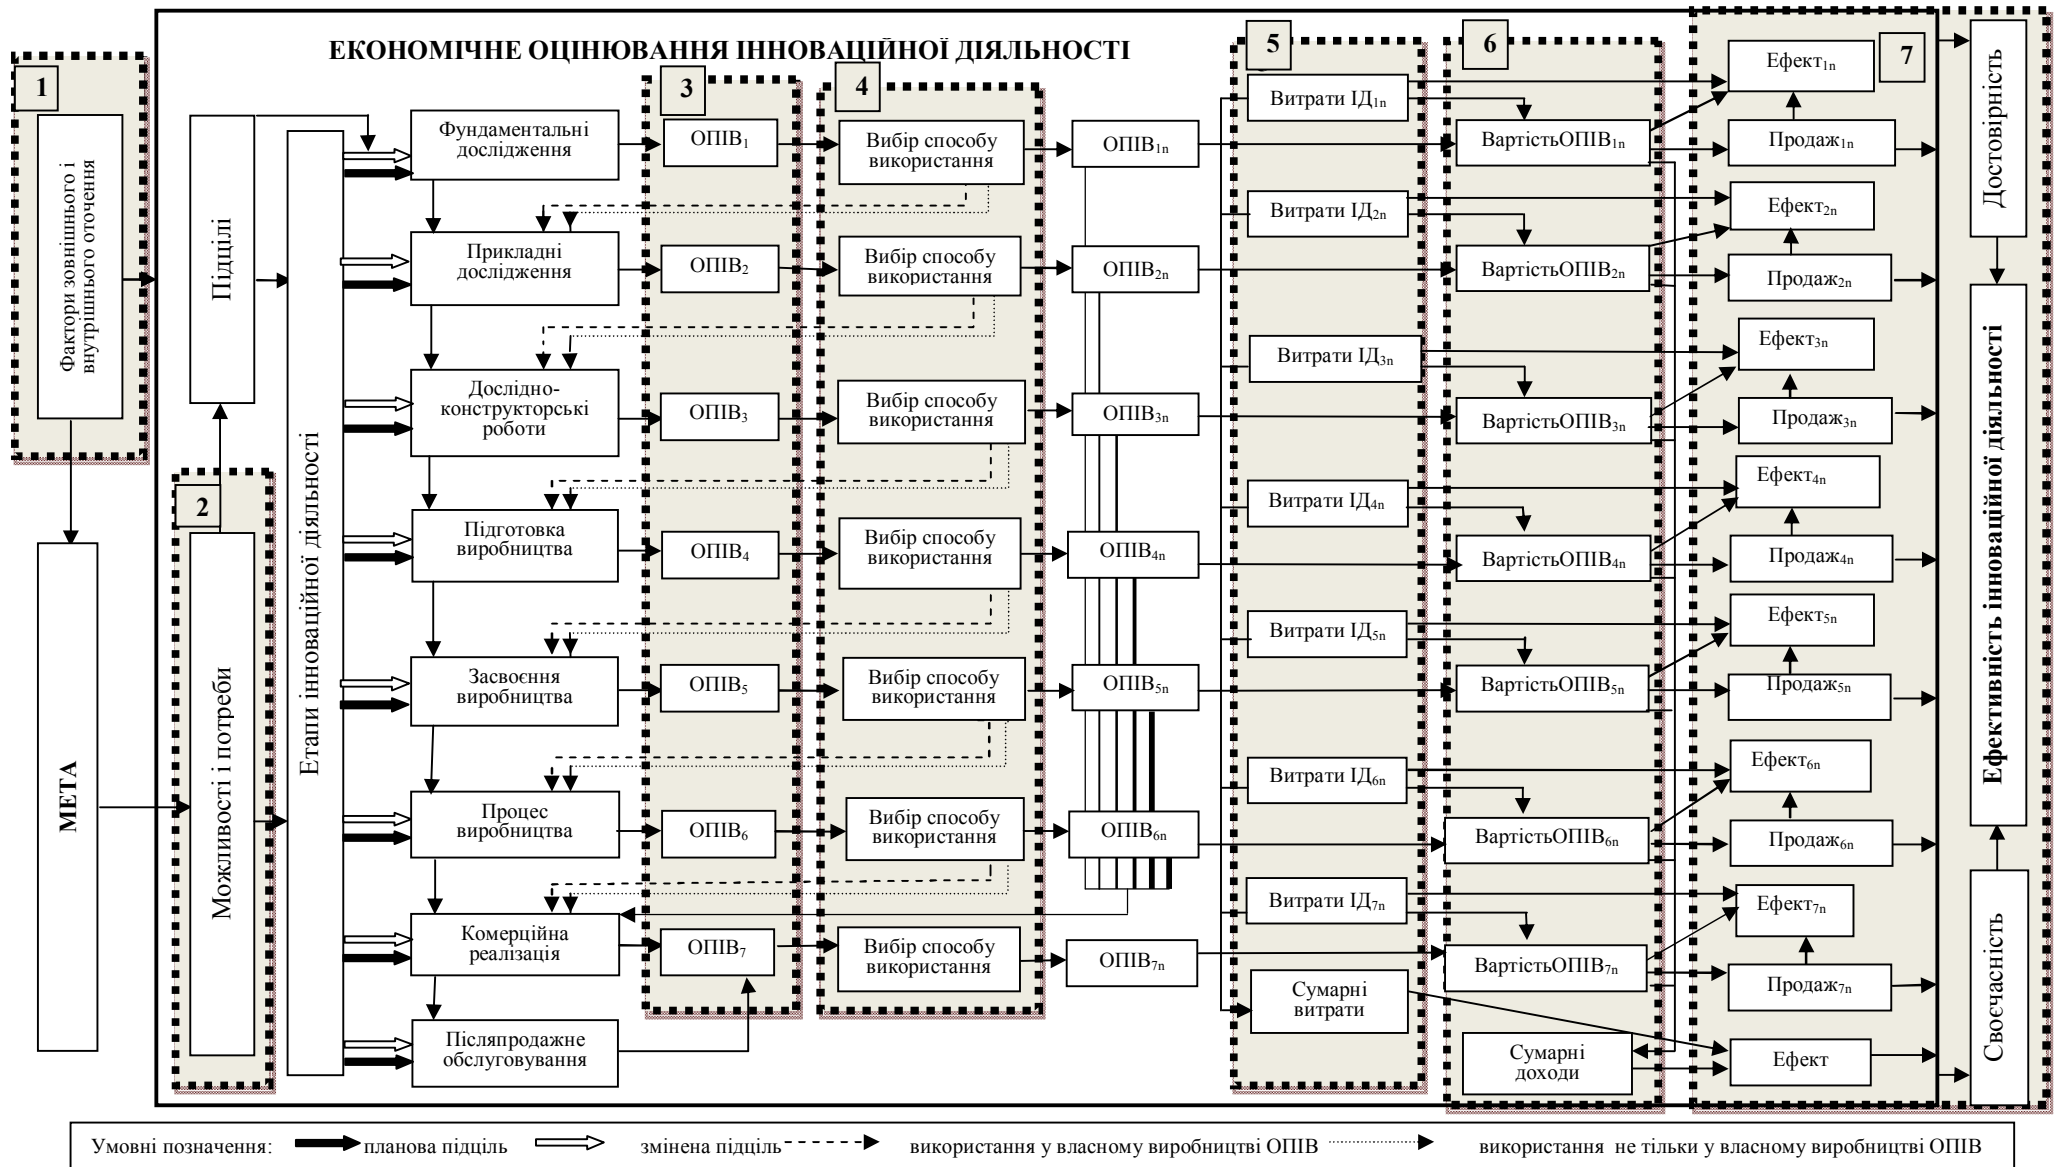 ЕКОНОМІЧНЕ ОЦІНЮВАННЯ ІННОВАЦІЙНОЇ ДІЯЛЬНОСТІ
1
Фактори зовнішнього і
внутрішнього оточення
МЕТА
2
Можливості і потреби
Підцілі
Етапи інноваційної діяльності
Фундаментальні
дослідження
Прикладні
дослідження
Дослідно-
конструкторські
роботи
Підготовка
виробництва
Засвоєння
виробництва
Процес
виробництва
Комерційна
реалізація
Післяпродажне
обслуговування
3
ОПІВ1
ОПІВ2
ОПІВ3
ОПІВ4
ОПІВ5
ОПІВ6
ОПІВ7
4
Вибір способу
використання
Вибір способу
використання
Вибір способу
використання
Вибір способу
використання
Вибір способу
використання
Вибір способу
використання
Вибір способу
використання
ОПІВ1n
ОПІВ2n
ОПІВ3n
ОПІВ4n
ОПІВ5n
ОПІВ6n
ОПІВ7n
5
Витрати ІД1n
Витрати ІД2n
Витрати ІД3n
Витрати ІД4n
Витрати ІД5n
Витрати ІД6n
Витрати ІД7n
Сумарні
витрати
6
ВартістьОПІВ1n
ВартістьОПІВ2n
ВартістьОПІВ3n
ВартістьОПІВ4n
ВартістьОПІВ5n
ВартістьОПІВ6n
ВартістьОПІВ7n
Сумарні
доходи
7
Ефект1n
Продаж1n
Ефект2n
Продаж2n
Ефект3n
Продаж3n
Ефект4n
Продаж4n
Ефект5n
Продаж5n
Ефект6n
Продаж6n
Ефект7n
Продаж7n
Ефект
Достовірність
Ефективність інноваційної діяльності
Своєчасність
Умовні позначення: планова підціль змінена підціль використання у власному виробництві ОПІВ використання не тільки у власному виробництві ОПІВ